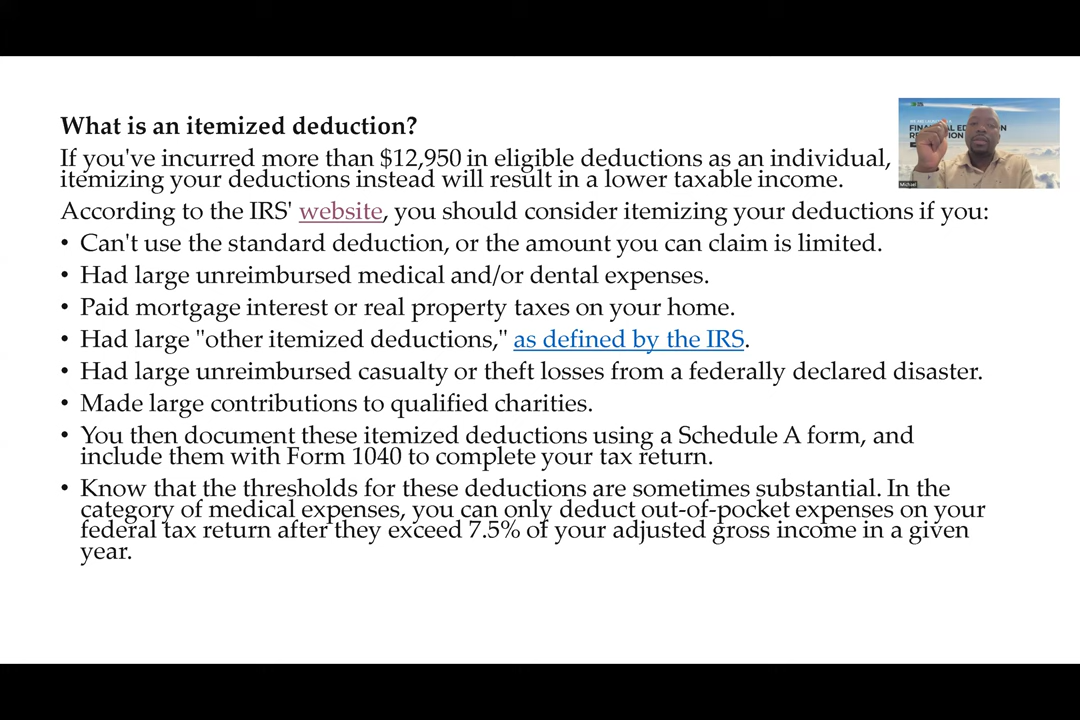 What is an itemized deduction?
If you've incurred more than $12,950 in eligible deductions as an individual,
itemizing your deductions instead will result in a lower taxable income.
According to the IRS' website, you should consider itemizing your deductions if you:
• Can't use the standard deduction, or the amount you can claim is limited.
• Had large unreimbursed medical and/or dental expenses.
• Paid mortgage interest or real property taxes on your home.
• Had large "other itemized deductions," as defined by the IRS.
• Had large unreimbursed casualty or theft losses from a federally declared disaster.
• Made large contributions to qualified charities.
• You then document these itemized deductions using a Schedule A form, and
include them with Form 1040 to complete your tax return.
• Know that the thresholds for these deductions are sometimes substantial. In the
category of medical expenses, you can only deduct out-of-pocket expenses on your
federal tax return after they exceed 7.5% of your adjusted gross income in a given
year.
FINANCIAL ED ON
RE ION
Michael